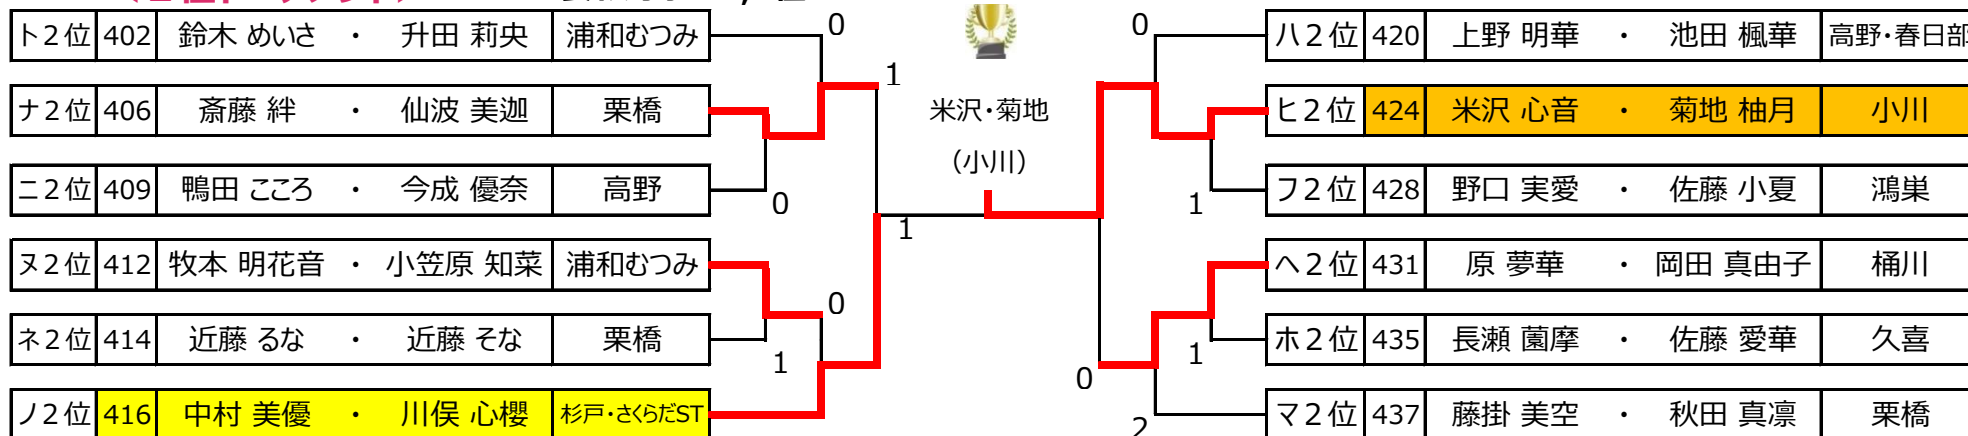 ト2位 402 鈴木 めいさ ・ 升田 莉央 浦和むつみ
ナ2位 406 斎藤 絆 ・ 仙波 美迦 栗橋
ニ2位 409 鴨田 こころ ・ 今成 優奈 高野
ヌ2位 412 牧本 明花音 ・ 小笠原 知菜 浦和むつみ
ネ2位 414 近藤 るな ・ 近藤 そな 栗橋
ノ2位 416 中村 美優 ・ 川俣 心櫻 杉戸・さくらだST
0
1
0
0
1
1
米沢・菊地
(小川)
0
1
1
0
2
ハ2位 420 上野 明華 ・ 池田 楓華 高野・春日部
ヒ2位 424 米沢 心音 ・ 菊地 柚月 小川
フ2位 428 野口 実愛 ・ 佐藤 小夏 鴻巣
ヘ2位 431 原 夢華 ・ 岡田 真由子 桶川
ホ2位 435 長瀬 薗摩 ・ 佐藤 愛華 久喜
マ2位 437 藤掛 美空 ・ 秋田 真凛 栗橋